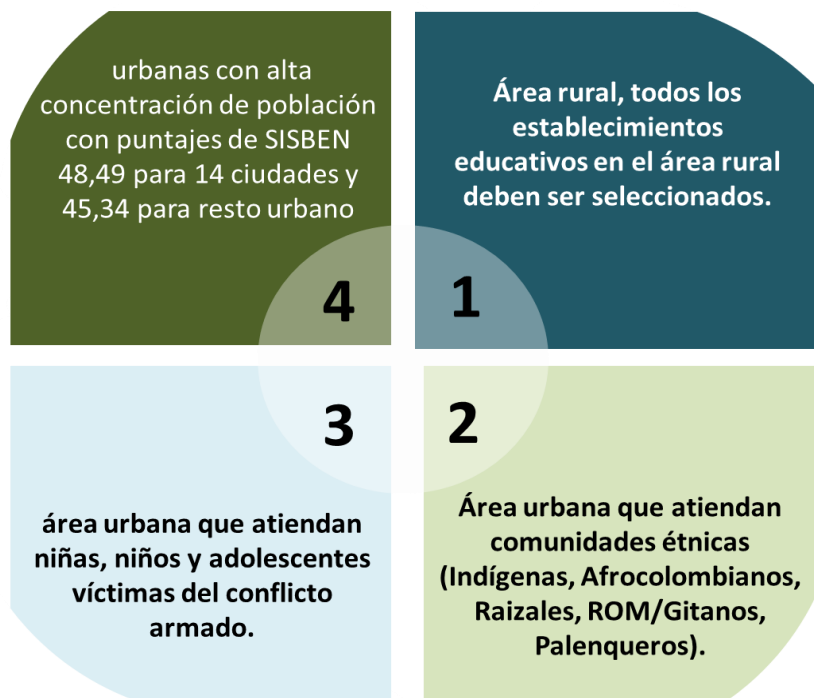 urbanas con alta
concentración de población
con puntajes de SISBEN
48,49 para 14 ciudades y
45,34 para resto urbano
4
Área rural, todos los
establecimientos
educativos en el área rural
deben ser seleccionados.
1
3
área urbana que atiendan
niñas, niños y adolescentes
víctimas del conflicto
armado.
2
Área urbana que atiendan
comunidades étnicas
(Indígenas, Afrocolombianos,
Raizales, ROM/Gitanos,
Palenqueros).